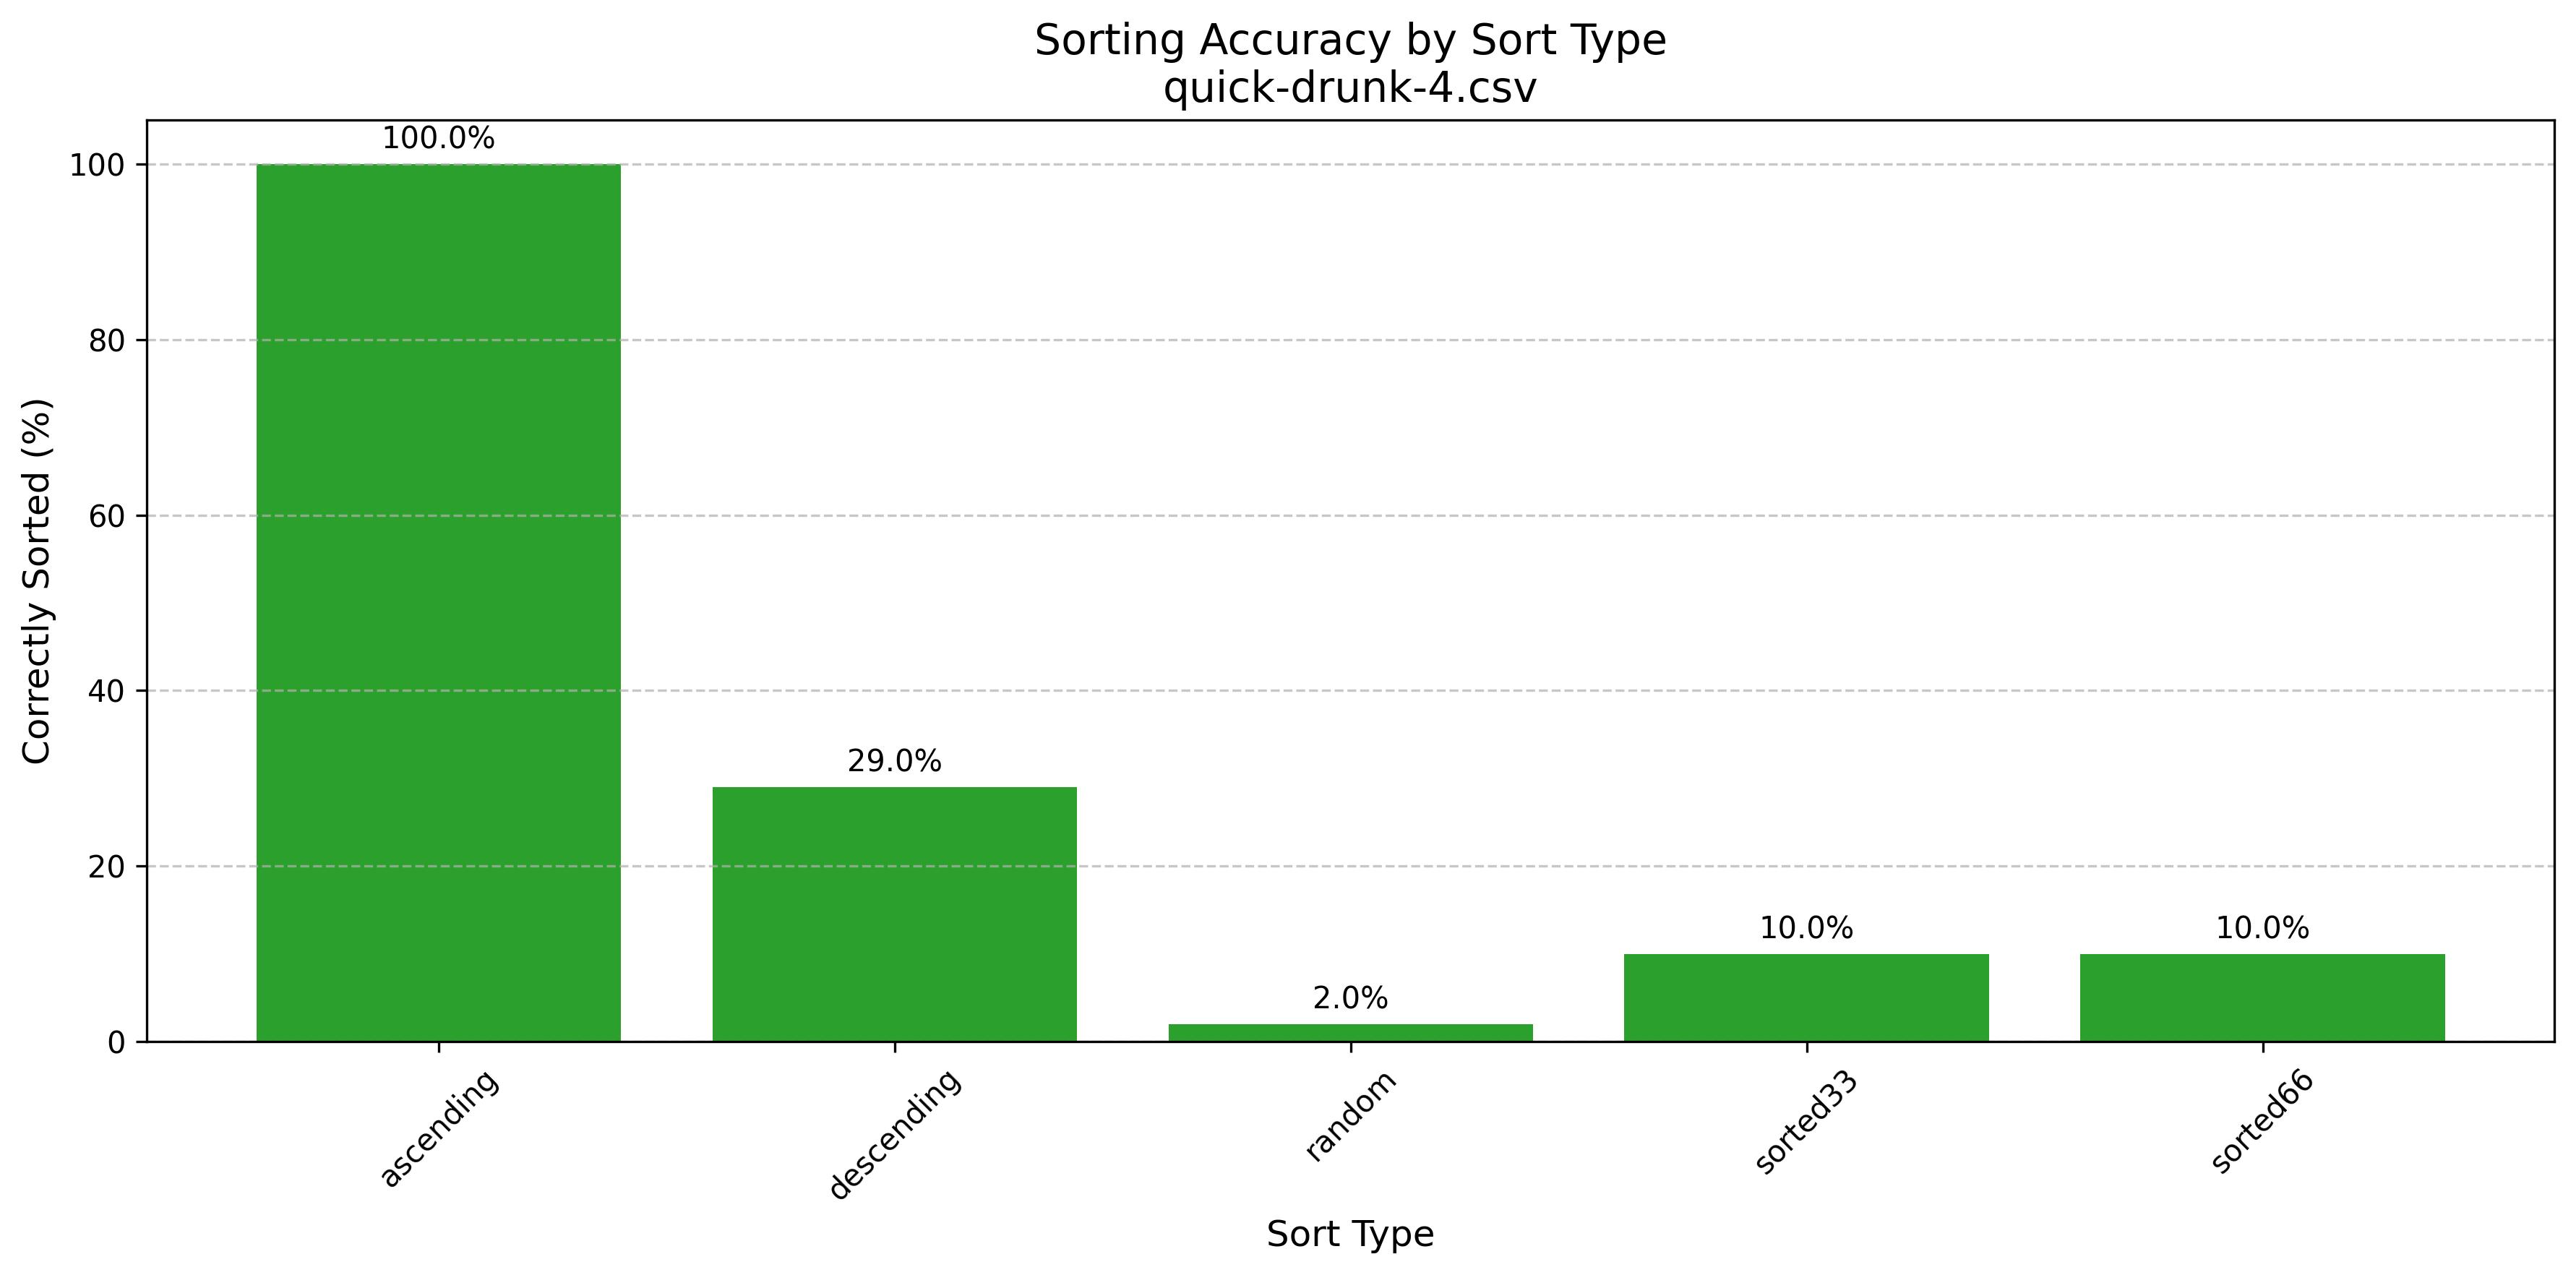 Sorting Accuracy by Sort Type
quick-drunk-4.csv
Correctly Sorted (%)
100
80
60
40
20
0
100.0%
29.0%
2.0%
10.0%
10.0%
ascending
descending
random
sorted33
sorted66
Sort Type